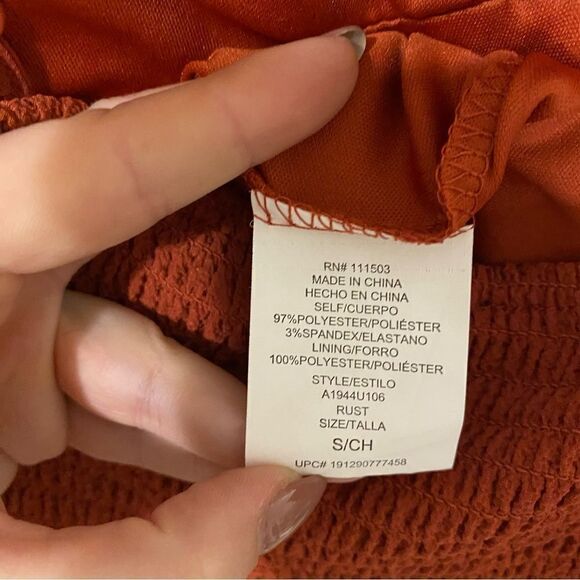 RN# 111503
MADE IN CHINA
HECHO EN CHINA
SELF/CUERPO
97%POLYESTER/POLIÉSTER
3%SPANDEX/ELASTANO
LINING/FORRO
100%POLYESTER/POLIÉSTER
STYLE/ESTILO
A1944U106
RUST
SIZE/TALLA
S/CH
UPC# 191290777458